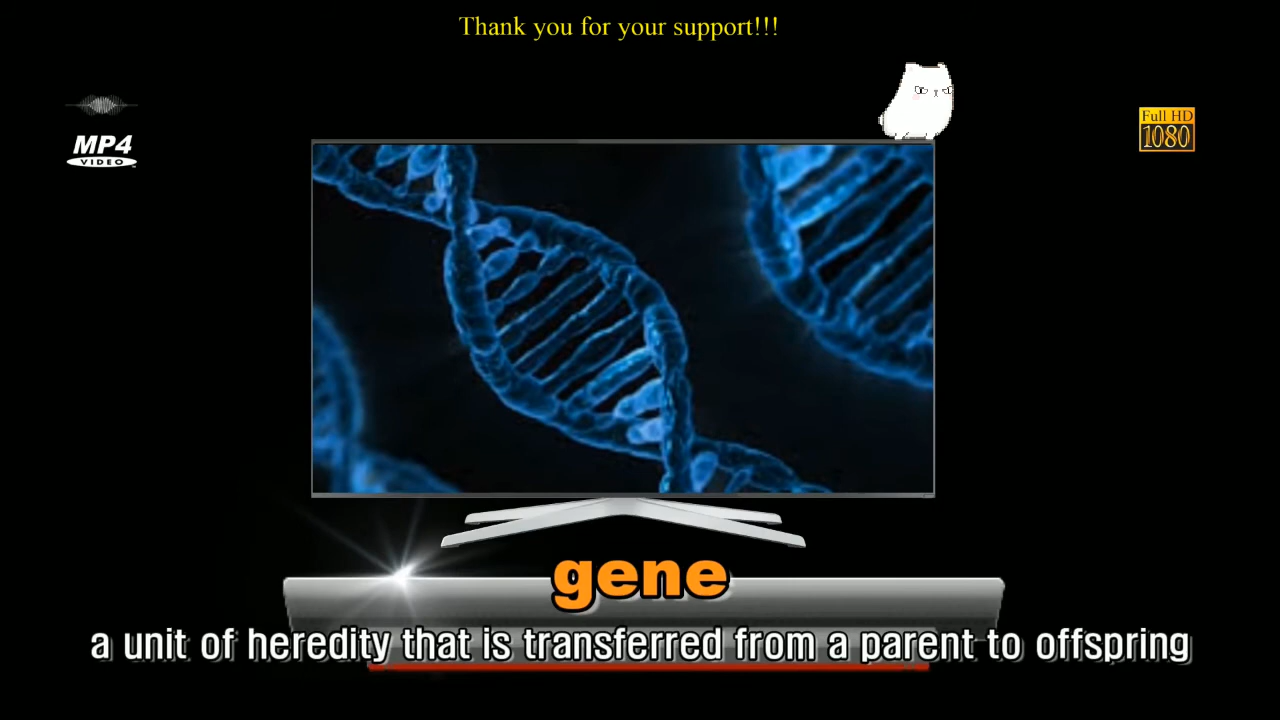 Thank you for your support!!!
MP4
VIDEO
Full HD
1080
gene
a unit of heredity that is transferred from a parent to offspring